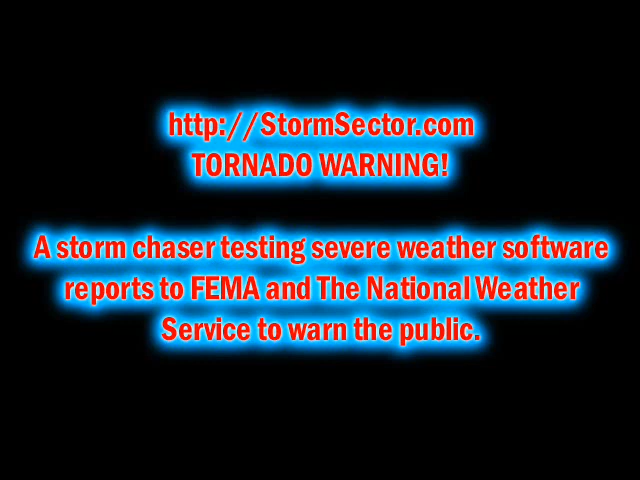 http://StormSector.com
TORNADO WARNING!
A storm chaser testing severe weather software
reports to FEMA and The National Weather
Service to warn the public.